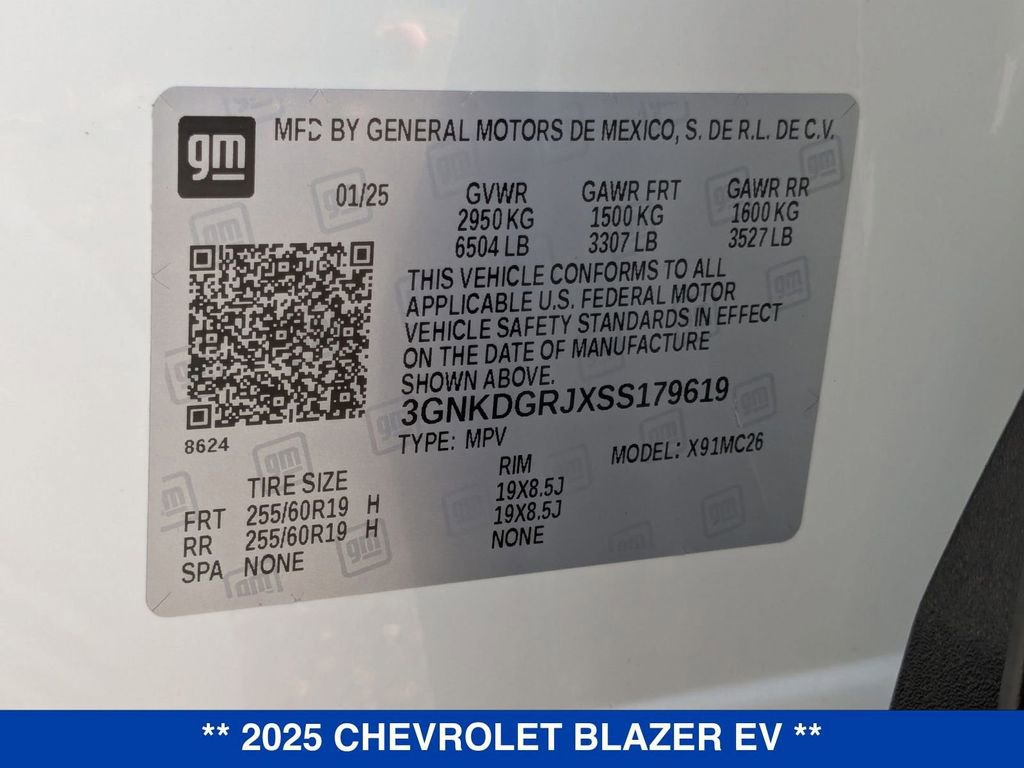 gm
MFD BY GENERAL MOTORS DE MEXICO, S. DE R.L. DE C.V.
01/25 GVWR GAWR FRT GAWR RR
2950 KG 1500 KG 1600 KG
6504 LB 3307 LB 3527 LB
THIS VEHICLE CONFORMS TO ALL
APPLICABLE U.S. FEDERAL MOTOR
VEHICLE SAFETY STANDARDS IN EFFECT
ON THE DATE OF MANUFACTURE
SHOWN ABOVE.
3GNKDGRJXSS179619
8624 TYPE: MPV MODEL: X91MC26
TIRE SIZE RIM
FRT 255/60R19 H 19X8.5J
RR 255/60R19 H 19X8.5J
SPA NONE NONE
** 2025 CHEVROLET BLAZER EV **